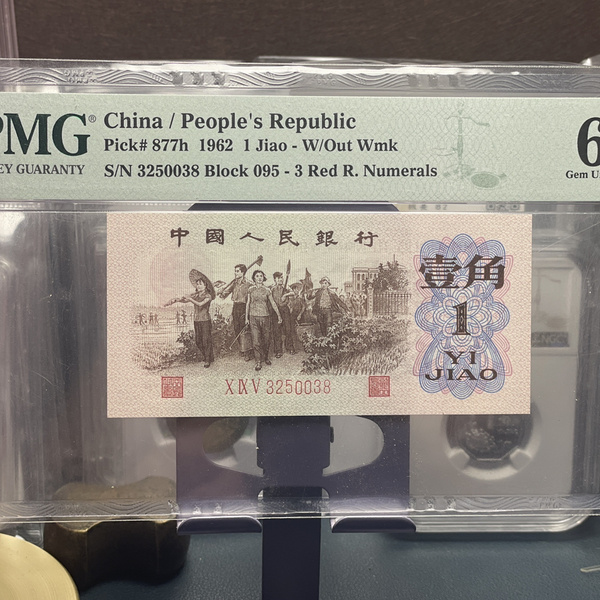 PMG®
EY GUARANTY
China / People's Republic
Pick# 877h 1962 1 Jiao - W/Out Wmk
S/N 3250038 Block 095 - 3 Red R. Numerals
6
Gem U
中國人民銀行
壹角
1
YI
JIAO
X IX V 3250038